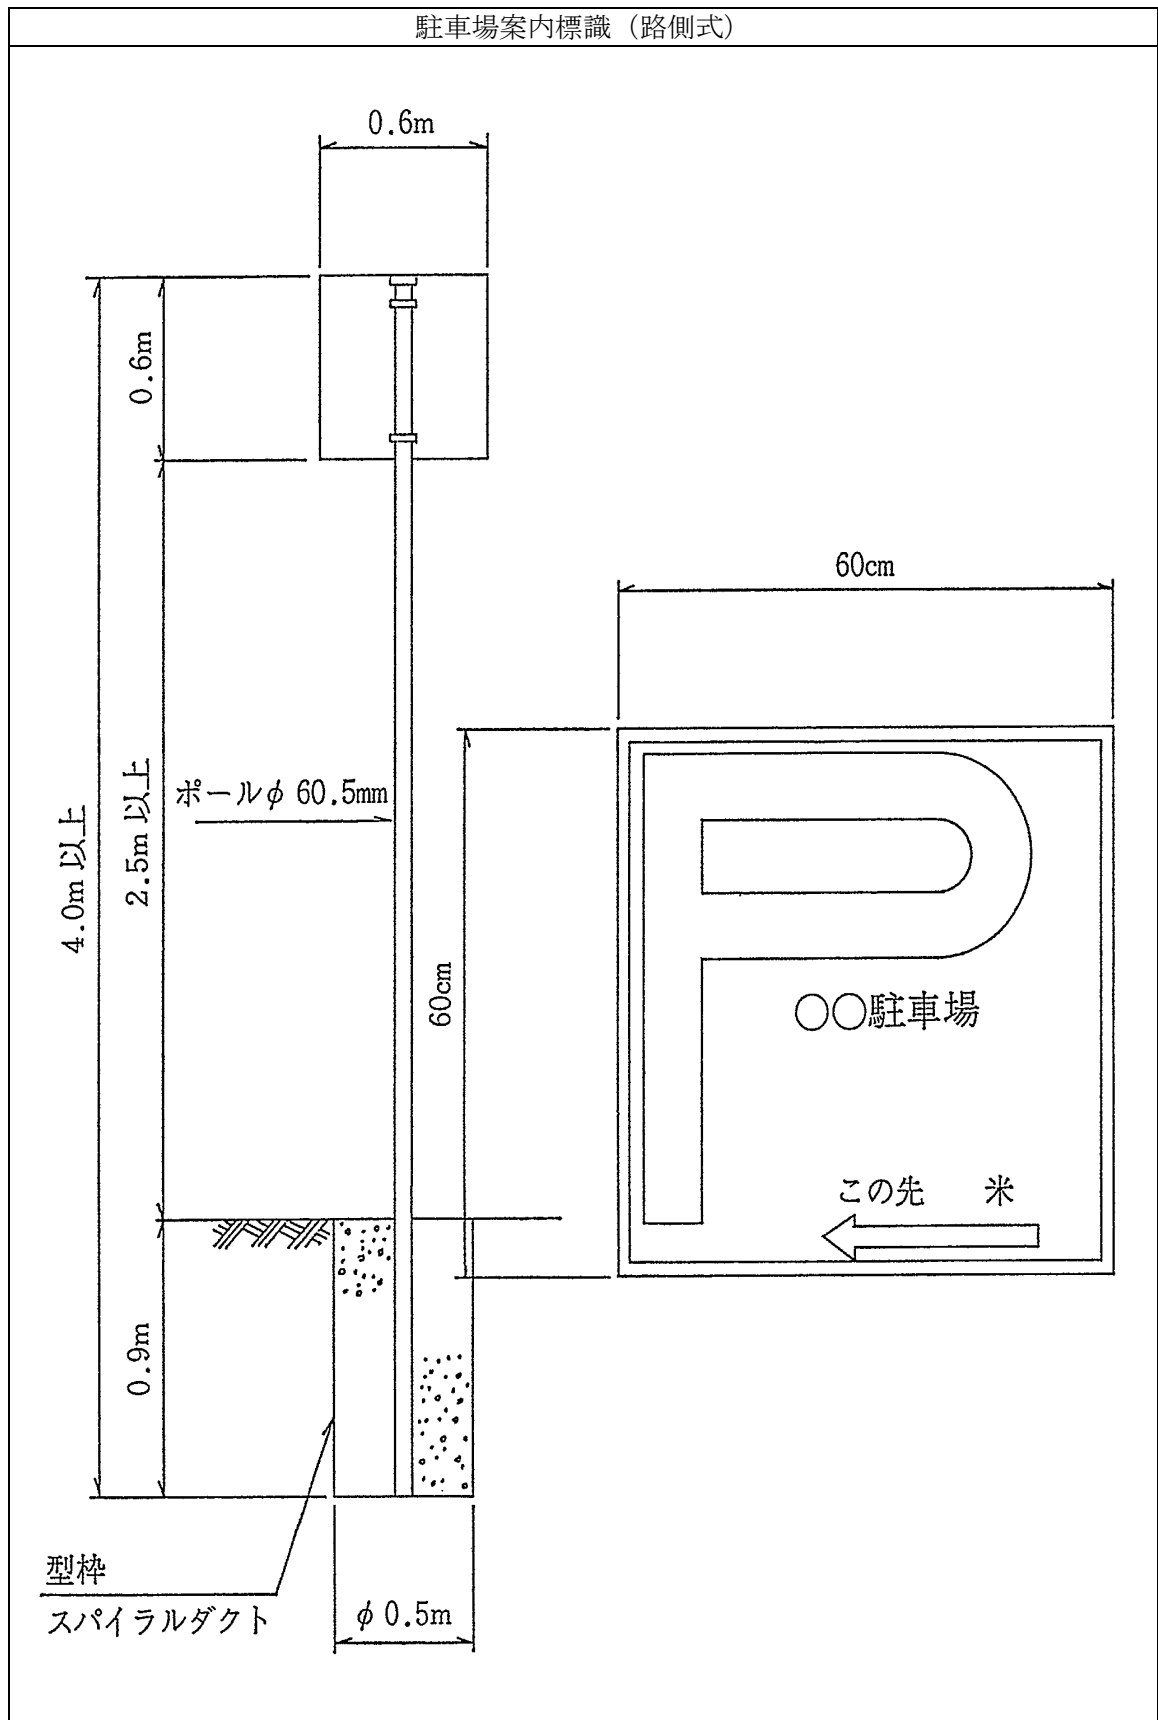 駐車場案内標識（路側式）
0.6m
0.6m
4.0m以上
2.5m以上
ポールφ 60.5mm
0.9m
型枠
スパイラルダクト
φ 0.5m
60cm
60cm
P
○○駐車場
この先　　米